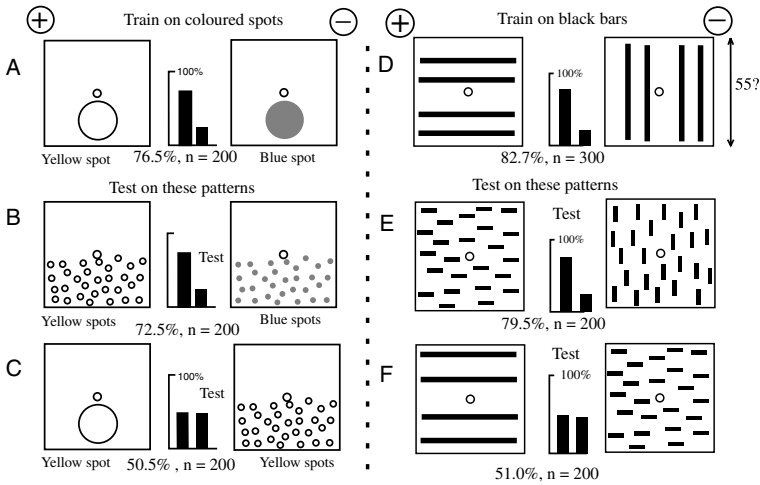 + Train on coloured spots −
A
100%
Yellow spot 76.5%, n = 200 Blue spot
Test on these patterns
B
Test
Yellow spots 72.5%, n = 200 Blue spots
C
100%
Test
Yellow spot 50.5% , n = 200 Yellow spots
+ Train on black bars −
D
100%
55?
82.7%, n = 300
Test on these patterns
E
Test
100%
79.5%, n = 200
F
Test
100%
51.0%, n = 200